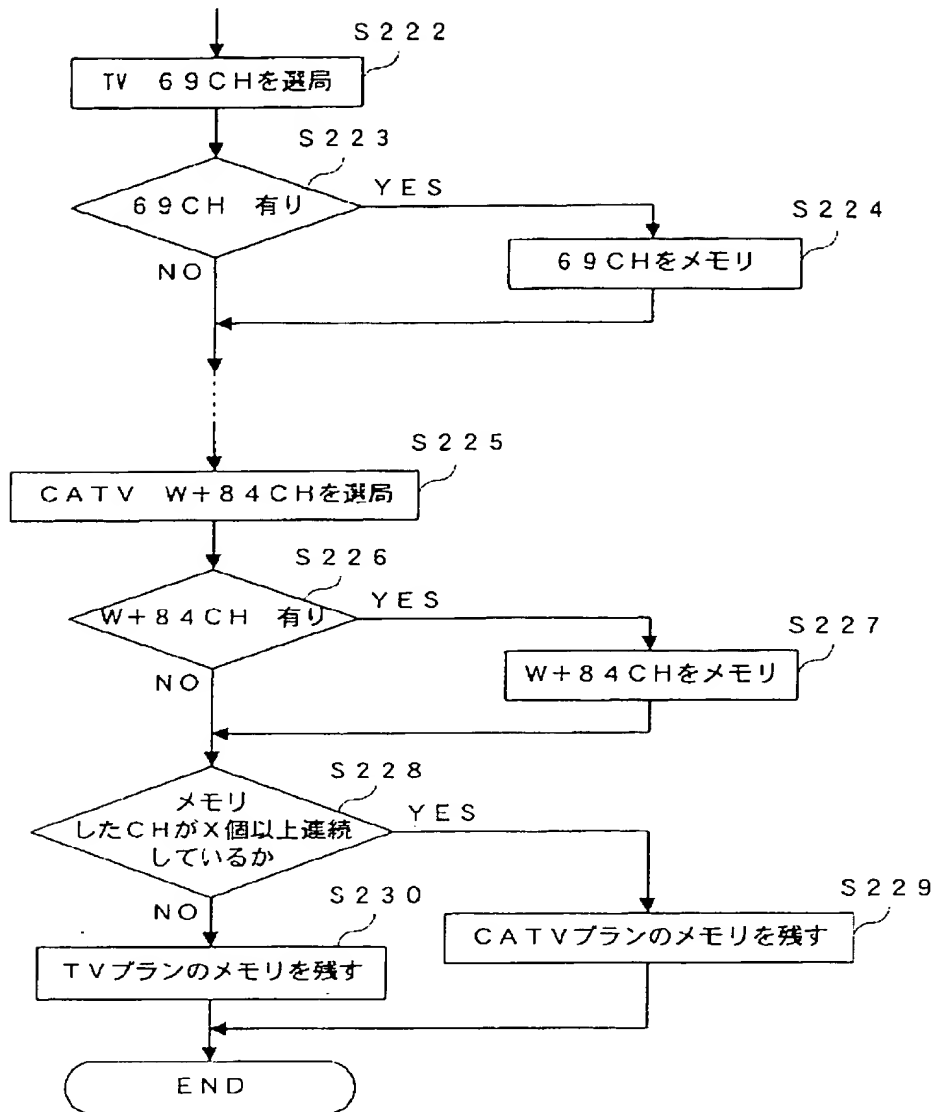 S222
TV 69CHを選局
S223
69CH 有り
YES
NO
S224
69CHをメモリ
S225
CATV W+84CHを選局
S226
W+84CH 有り
YES
NO
S227
W+84CHをメモリ
S228
メモリ
したCHがX個以上連続
しているか
YES
NO
S229
CATVプランのメモリを残す
S230
TVプランのメモリを残す
END